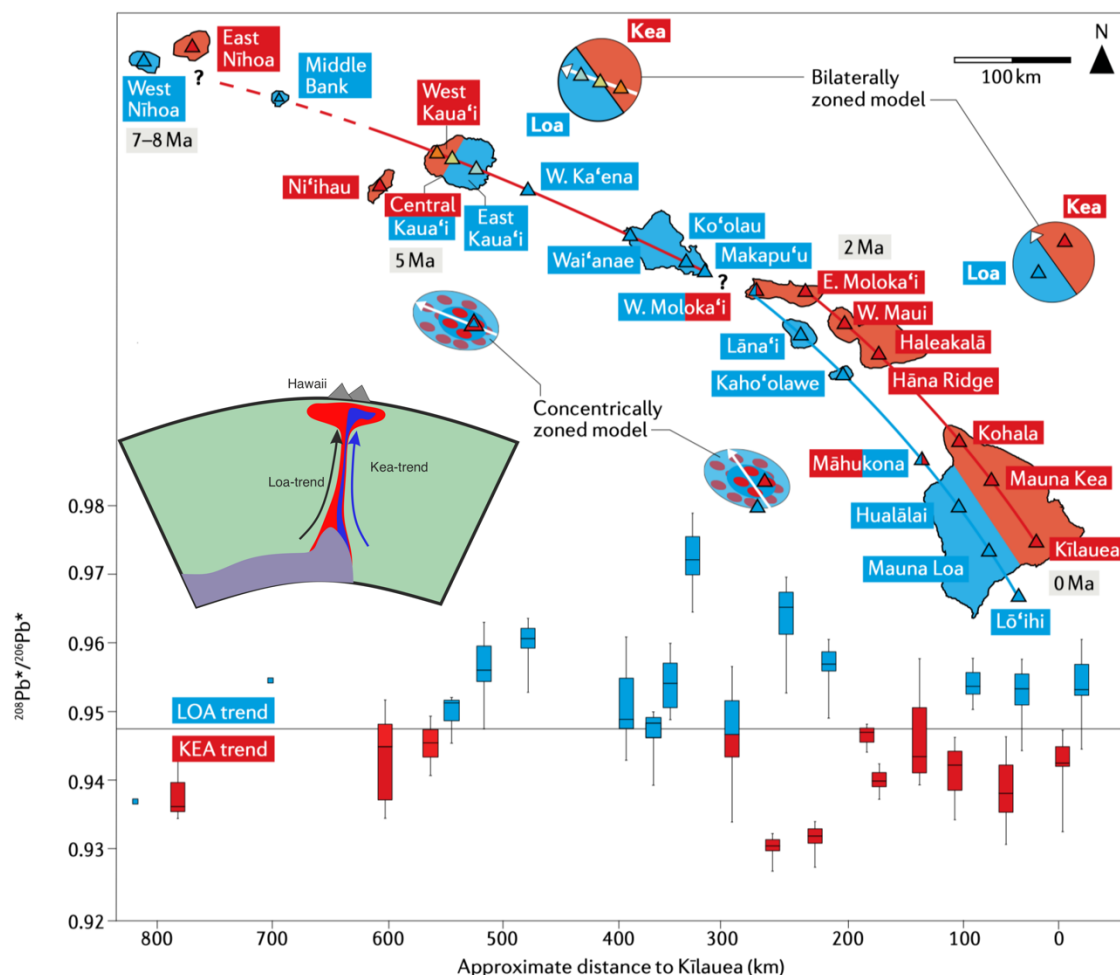 East
Nīhoa
?
West
Nīhoa
7–8 Ma
Middle
Bank
West
Kauaʻi
Niʻihau
Central
Kauaʻi
East
Kauaʻi
5 Ma
W. Kaʻena
Kea
Loa
Bilaterally
zoned model
100 km
N
Kea
Loa
Koʻolau
Waiʻanae
Makapuʻu
?
2 Ma
W. Molokaʻi
E. Molokaʻi
W. Maui
Lānaʻi
Haleakalā
Kahoʻolawe
Hāna Ridge
Concentrically
zoned model
Kohala
Māhukona
Mauna Kea
Hualālai
Kīlauea
Mauna Loa
0 Ma
Lōʻihi
Hawaii
Loa-trend
Kea-trend
0.98
0.97
0.96
0.95
0.94
0.93
0.92
²⁰⁸Pb*/²⁰⁶Pb*
LOA trend
KEA trend
800 700 600 500 400 300 200 100 0
Approximate distance to Kīlauea (km)